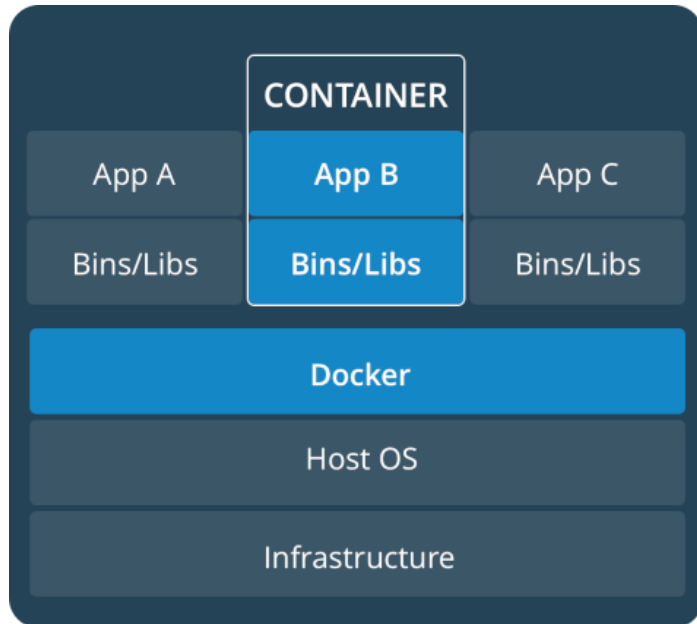 CONTAINER
App A
App B
App C
Bins/Libs
Bins/Libs
Bins/Libs
Docker
Host OS
Infrastructure